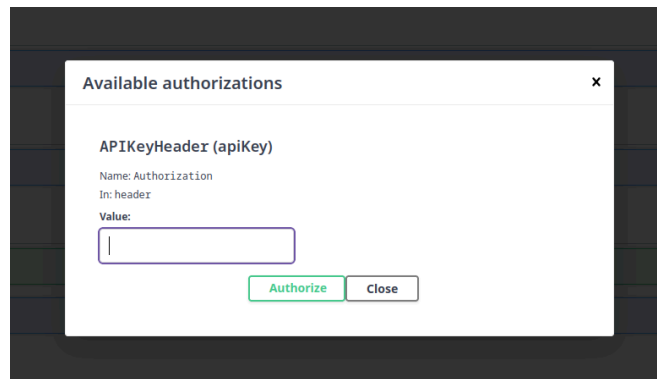 Available authorizations
APIKeyHeader (apiKey)
Name: Authorization
In: header
Value:
Authorize Close